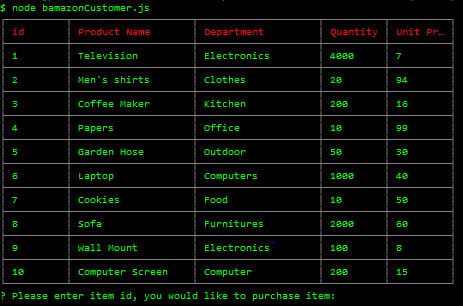 $ node bamazonCustomer.js
id Product Name Department Quantity Unit Pr…
1 Television Electronics 4000 7
2 Men's shirts Clothes 20 94
3 Coffee Maker Kitchen 200 16
4 Papers Office 10 99
5 Garden Hose Outdoor 50 30
6 Laptop Computers 1000 40
7 Cookies Food 10 50
8 Sofa Furnitures 2000 60
9 Wall Mount Electronics 100 8
10 Computer Screen Computer 200 15
? Please enter item id, you would like to purchase item: